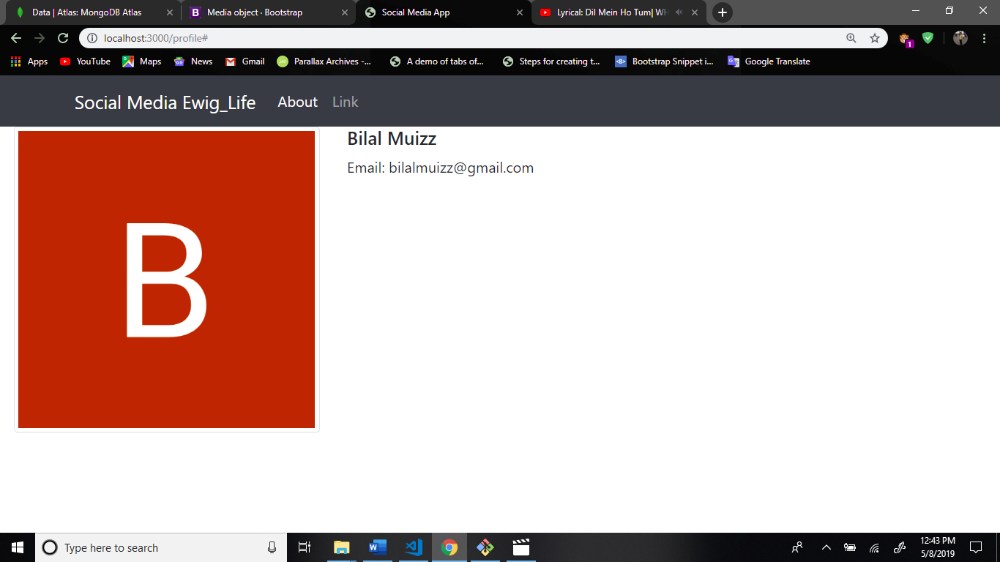 Data | Atlas: MongoDB Atlas
Media object · Bootstrap
Social Media App
Lyrical: Dil Mein Ho Tum| WH
localhost:3000/profile#
1
Apps
YouTube
Maps
News
Gmail
Parallax Archives -...
A demo of tabs of...
Steps for creating t...
<B>
Bootstrap Snippet i...
Google Translate
Social Media Ewig_Life
About
Link
B
Bilal Muizz
Email: bilalmuizz@gmail.com
Type here to search
12:43 PM
5/8/2019